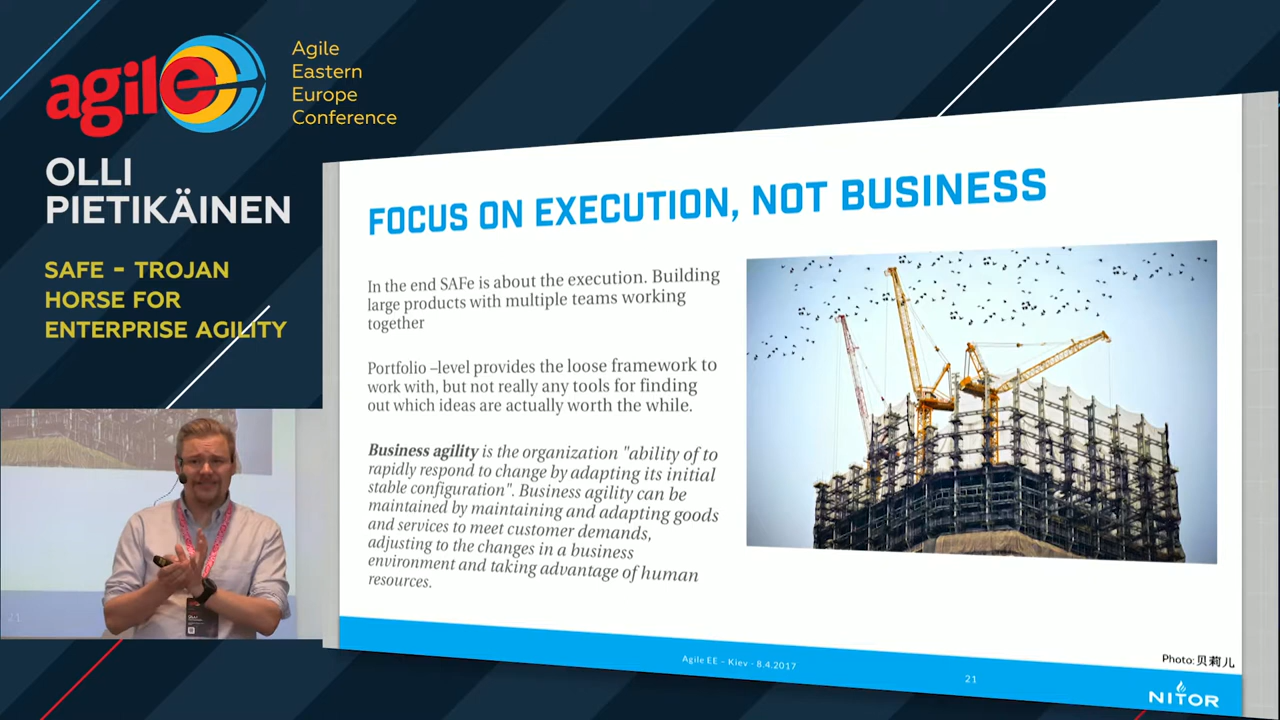 agile
Agile
Eastern
Europe
Conference
OLLI
PIETIKÄINEN
SAFE - TROJAN
HORSE FOR
ENTERPRISE AGILITY
FOCUS ON EXECUTION, NOT BUSINESS
In the end SAFe is about the execution. Building
large products with multiple teams working
together
Portfolio –level provides the loose framework to
work with, but not really any tools for finding
out which ideas are actually worth the while.
Business agility is the organization "ability of to
rapidly respond to change by adapting its initial
stable configuration". Business agility can be
maintained by maintaining and adapting goods
and services to meet customer demands,
adjusting to the changes in a business
environment and taking advantage of human
resources.
Photo: 贝莉儿
Agile EE – Kiev - 8.4.2017
21
NITOR